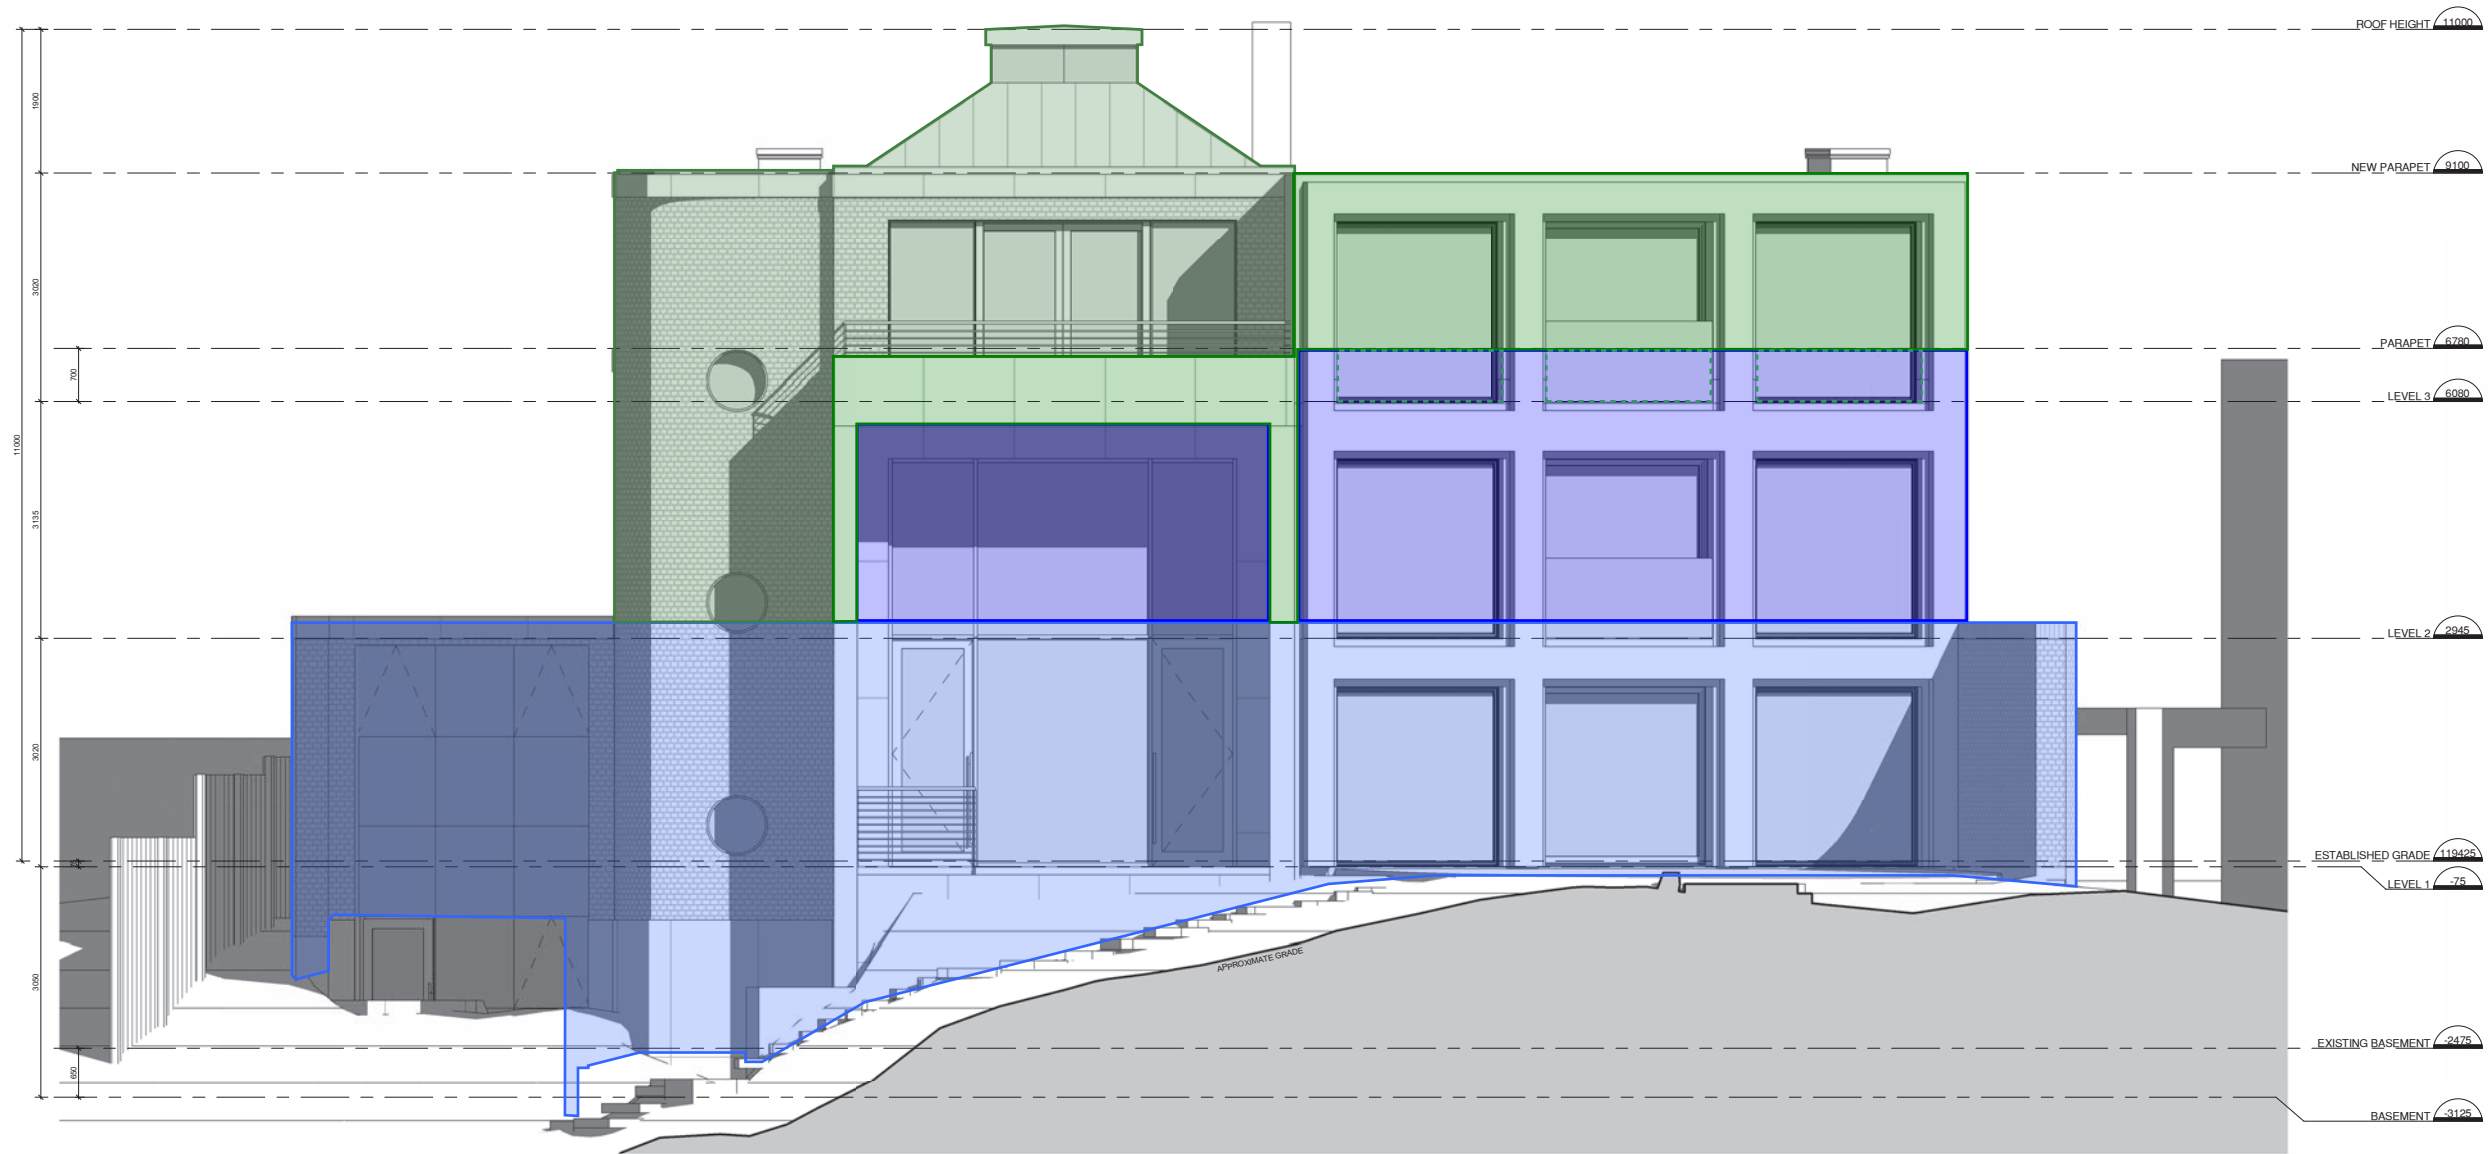 ROOF HEIGHT 11000
1900
NEW PARAPET 9100
3020
PARAPET 6780
700
LEVEL 3 6080
11000
3135
LEVEL 2 2945
3020
ESTABLISHED GRADE 119425
75
LEVEL 1 -75
APPROXIMATE GRADE
3050
EXISTING BASEMENT -2475
650
BASEMENT -3125